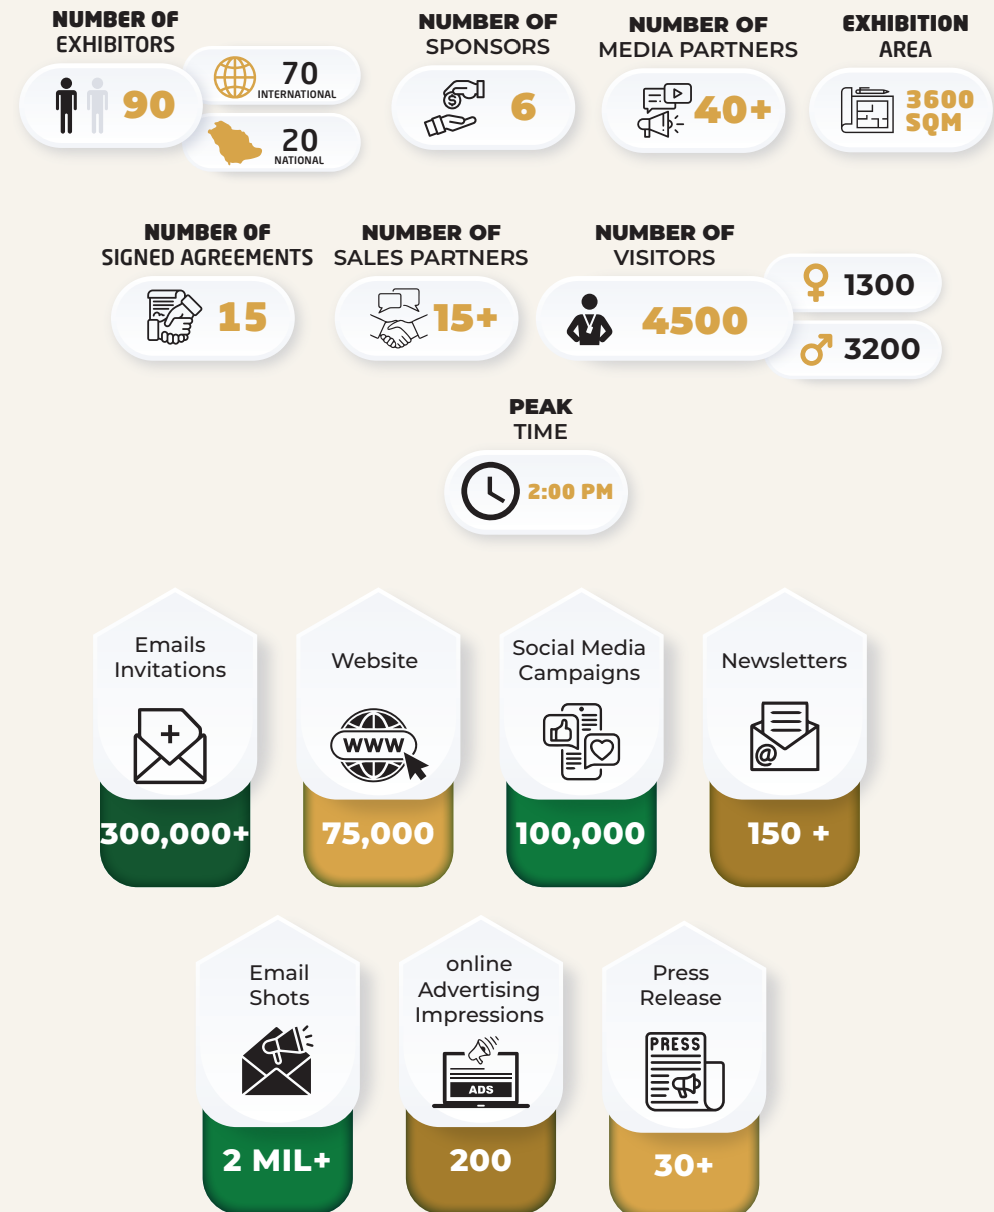 NUMBER OF
EXHIBITORS
90
70
INTERNATIONAL
20
NATIONAL
NUMBER OF
SPONSORS
6
NUMBER OF
MEDIA PARTNERS
40+
EXHIBITION
AREA
3600
SQM
NUMBER OF
SIGNED AGREEMENTS
15
NUMBER OF
SALES PARTNERS
15+
NUMBER OF
VISITORS
4500
1300
3200
PEAK
TIME
2:00 PM
Emails
Invitations
300,000+
Website
WWW
75,000
Social Media
Campaigns
100,000
Newsletters
@
150 +
Email
Shots
2 MIL+
online
Advertising
Impressions
ADS
200
Press
Release
PRESS
30+